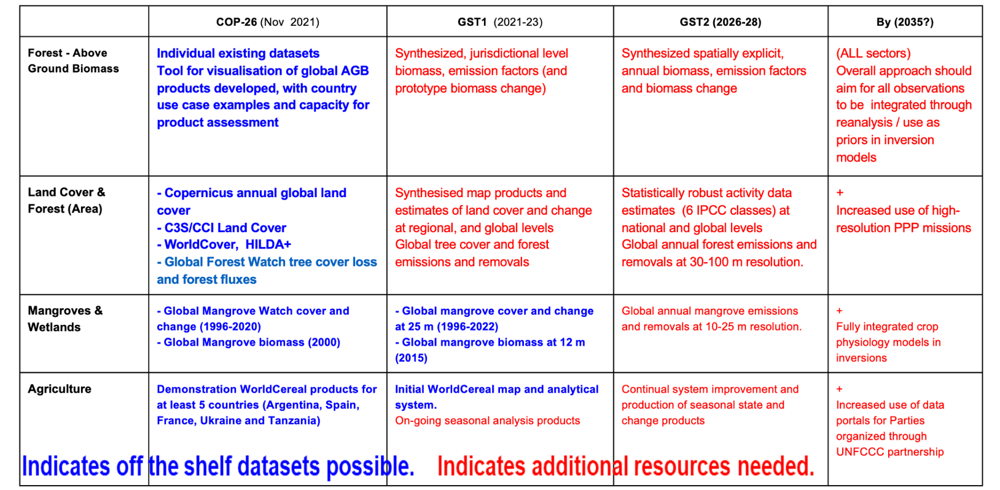 COP-26 (Nov 2021)
GST1 (2021-23)
GST2 (2026-28)
By (2035?)
Forest - Above
Ground Biomass
Individual existing datasets
Tool for visualisation of global AGB
products developed, with country
use case examples and capacity for
product assessment
Synthesized, jurisdictional level
biomass, emission factors (and
prototype biomass change)
Synthesized spatially explicit,
annual biomass, emission factors
and biomass change
(ALL sectors)
Overall approach should
aim for all observations
to be integrated through
reanalysis / use as
priors in inversion
models
Land Cover &
Forest (Area)
- Copernicus annual global land
cover
- C3S/CCI Land Cover
- WorldCover, HILDA+
- Global Forest Watch tree cover loss
and forest fluxes
Synthesised map products and
estimates of land cover and change
at regional, and global levels
Global tree cover and forest
emissions and removals
Statistically robust activity data
estimates (6 IPCC classes) at
national and global levels
Global annual forest emissions and
removals at 30-100 m resolution.
+
Increased use of high-
resolution PPP missions
Mangroves &
Wetlands
- Global Mangrove Watch cover and
change (1996-2020)
- Global Mangrove biomass (2000)
- Global mangrove cover and change
at 25 m (1996-2022)
- Global mangrove biomass at 12 m
(2015)
Global annual mangrove emissions
and removals at 10-25 m resolution.
+
Fully integrated crop
physiology models in
inversions
Agriculture
Demonstration WorldCereal products for
at least 5 countries (Argentina, Spain,
France, Ukraine and Tanzania)
Initial WorldCereal map and analytical
system.
On-going seasonal analysis products
Continual system improvement and
production of seasonal state and
change products
+
Increased use of data
portals for Parties
organized through
UNFCCC partnership
Indicates off the shelf datasets possible.
Indicates additional resources needed.